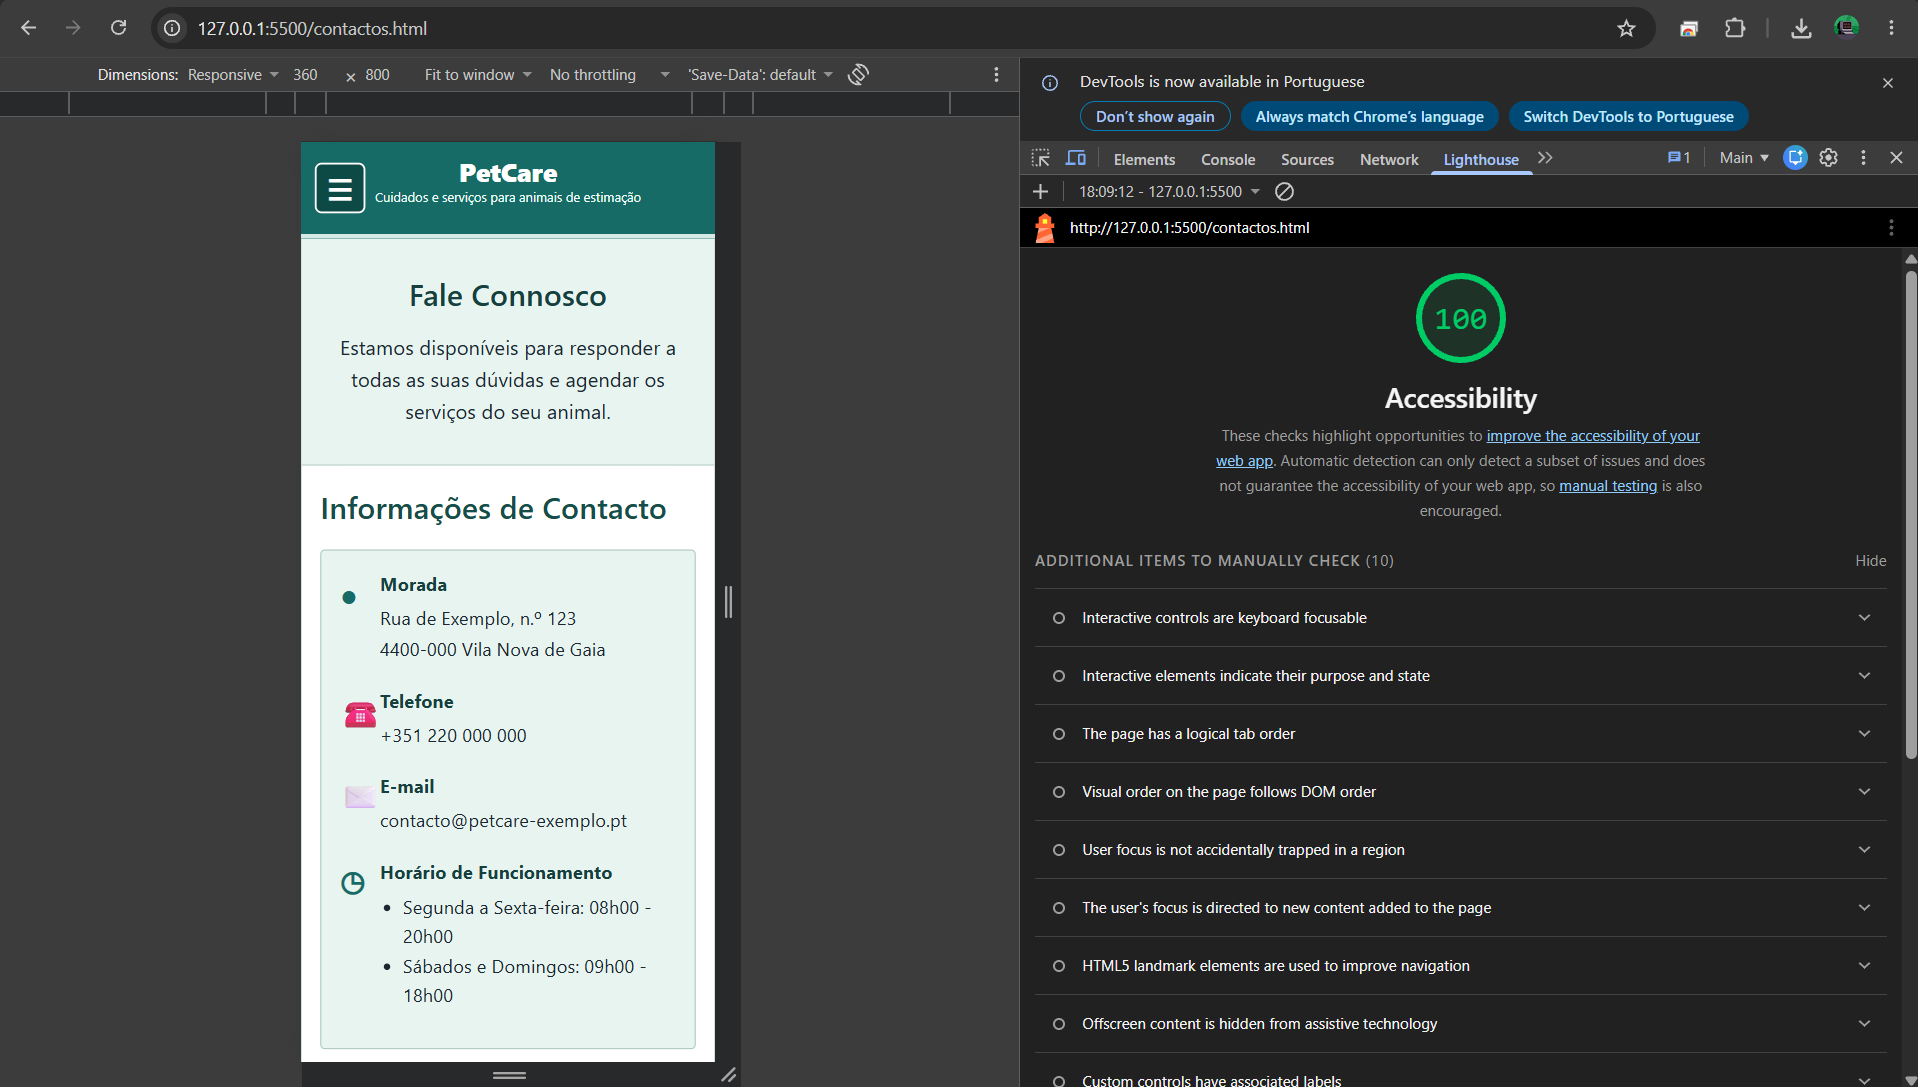 127.0.0.1:5500/contactos.html
Dimensions: Responsive 360 × 800 Fit to window No throttling 'Save-Data': default
PetCare
Cuidados e serviços para animais de estimação
Fale Connosco
Estamos disponíveis para responder a
todas as suas dúvidas e agendar os
serviços do seu animal.
Informações de Contacto
Morada
Rua de Exemplo, n.º 123
4400-000 Vila Nova de Gaia
Telefone
+351 220 000 000
E-mail
contacto@petcare-exemplo.pt
Horário de Funcionamento
• Segunda a Sexta-feira: 08h00 -
20h00
• Sábados e Domingos: 09h00 -
18h00
DevTools is now available in Portuguese
Don't show again Always match Chrome's language Switch DevTools to Portuguese
Elements Console Sources Network Lighthouse 1 Main
18:09:12 - 127.0.0.1:5500
http://127.0.0.1:5500/contactos.html
100
Accessibility
These checks highlight opportunities to improve the accessibility of your
web app. Automatic detection can only detect a subset of issues and does
not guarantee the accessibility of your web app, so manual testing is also
encouraged.
ADDITIONAL ITEMS TO MANUALLY CHECK (10) Hide
Interactive controls are keyboard focusable
Interactive elements indicate their purpose and state
The page has a logical tab order
Visual order on the page follows DOM order
User focus is not accidentally trapped in a region
The user's focus is directed to new content added to the page
HTML5 landmark elements are used to improve navigation
Offscreen content is hidden from assistive technology
Custom controls have associated labels